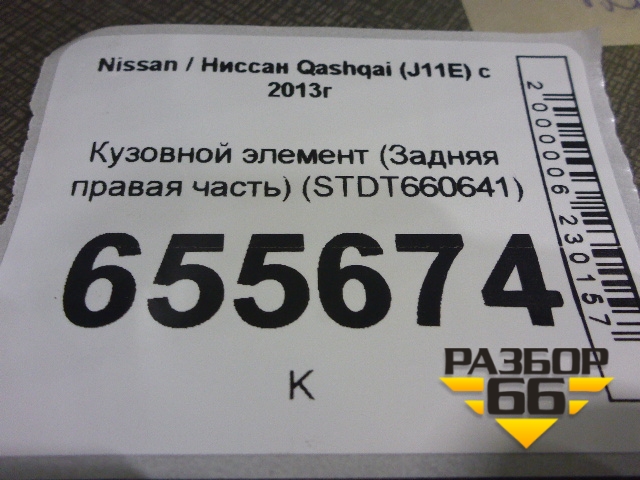 Nissan / Ниссан Qashqai (J11E) с
2013г
Кузовной элемент (Задняя
правая часть) (STDT660641)
655674
К
2000006230157
РАЗБОР
66